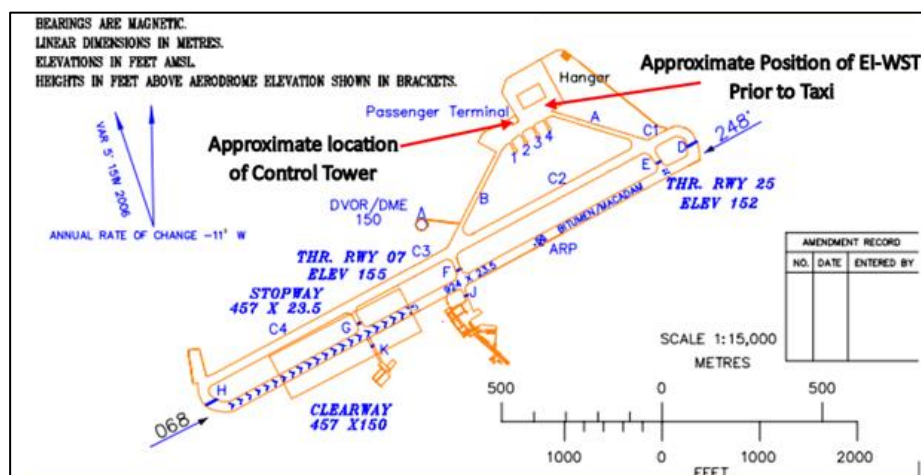 BEARINGS ARE MAGNETIC.
LINEAR DIMENSIONS IN METRES.
ELEVATIONS IN FEET AMSL.
HEIGHTS IN FEET ABOVE AERODROME ELEVATION SHOWN IN BRACKETS.
Approximate Position of EI-WST
Prior to Taxi
Hangar
Passenger Terminal
Approximate location
of Control Tower
VAR 5° 15'W 2006
ANNUAL RATE OF CHANGE -11' W
A
C1
D
248°
1 2 3 4
E
C2
THR. RWY 25
ELEV 152
B
DVOR/DME
150
A
BITUMEN/MACADAM
ARP
C3
THR. RWY 07
ELEV 155
F
924 X 23.5
J
STOPWAY
457 X 23.5
C4
G
K
H
068
CLEARWAY
457 X150
AMENDMENT RECORD
NO. DATE ENTERED BY
SCALE 1:15,000
METRES
500 0 500
1000 0 1000 2000
FEET